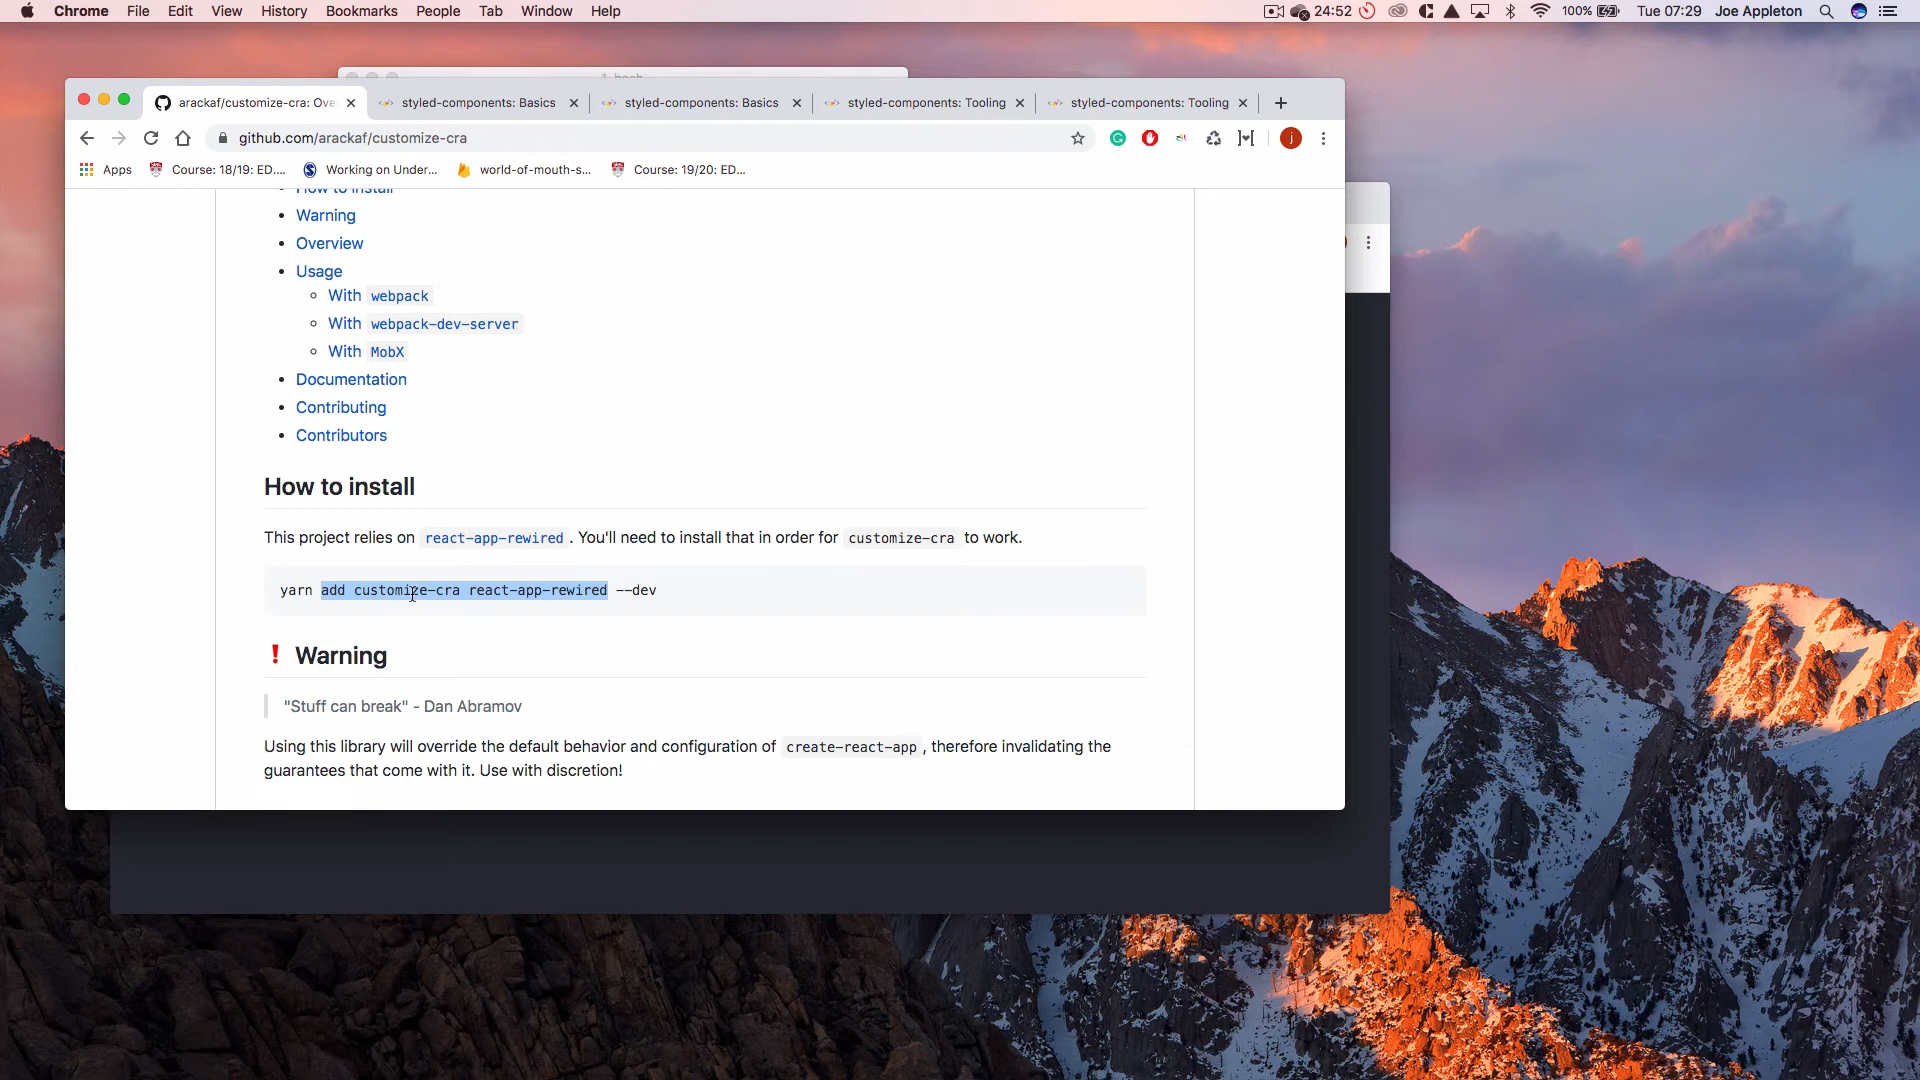 Chrome File Edit View History Bookmarks People Tab Window Help 24:52 100% Tue 07:29 Joe Appleton
1. bash
arackaf/customize-cra: Ove styled-components: Basics styled-components: Basics styled-components: Tooling styled-components: Tooling
github.com/arackaf/customize-cra j
Apps Course: 18/19: ED.... Working on Under... world-of-mouth-s... Course: 19/20: ED...
How to install
Warning
Overview
Usage
With webpack
With webpack-dev-server
With MobX
Documentation
Contributing
Contributors
How to install
This project relies on react-app-rewired . You'll need to install that in order for customize-cra to work.
yarn add customize-cra react-app-rewired --dev
❗ Warning
"Stuff can break" - Dan Abramov
Using this library will override the default behavior and configuration of create-react-app , therefore invalidating the
guarantees that come with it. Use with discretion!